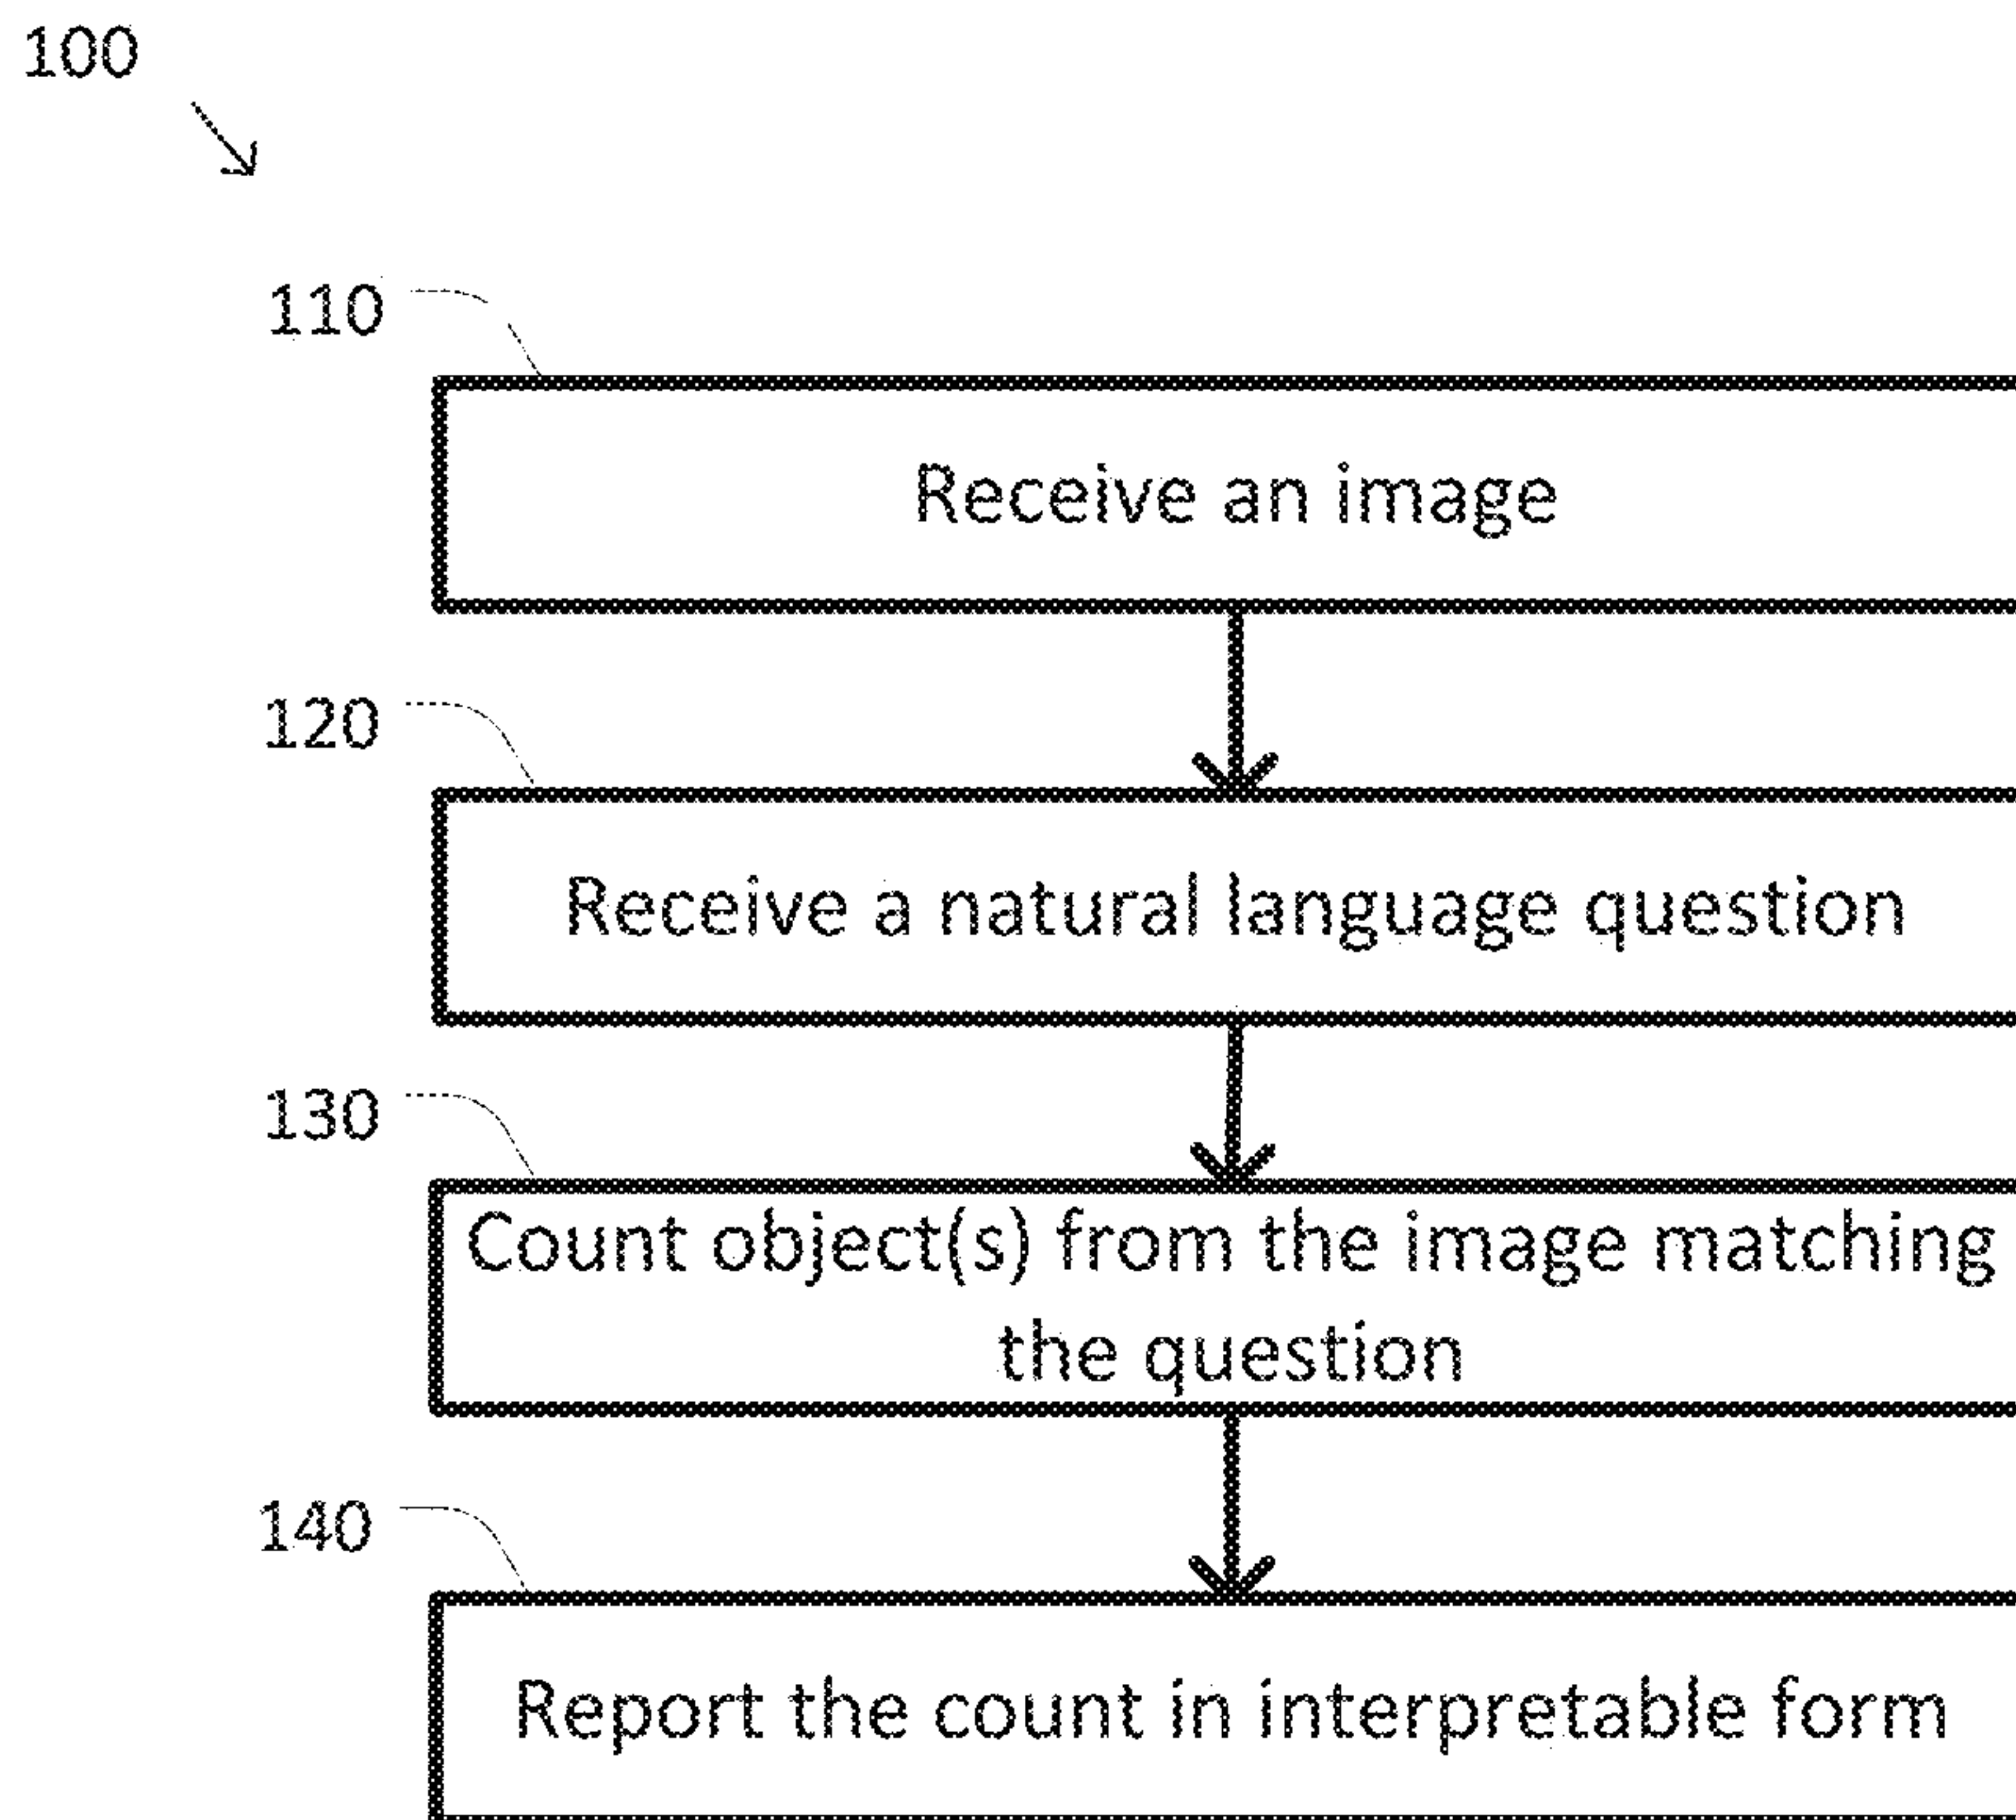 100
110
Receive an image
120
Receive a natural language question
130
Count object(s) from the image matching
the question
140
Report the count in interpretable form